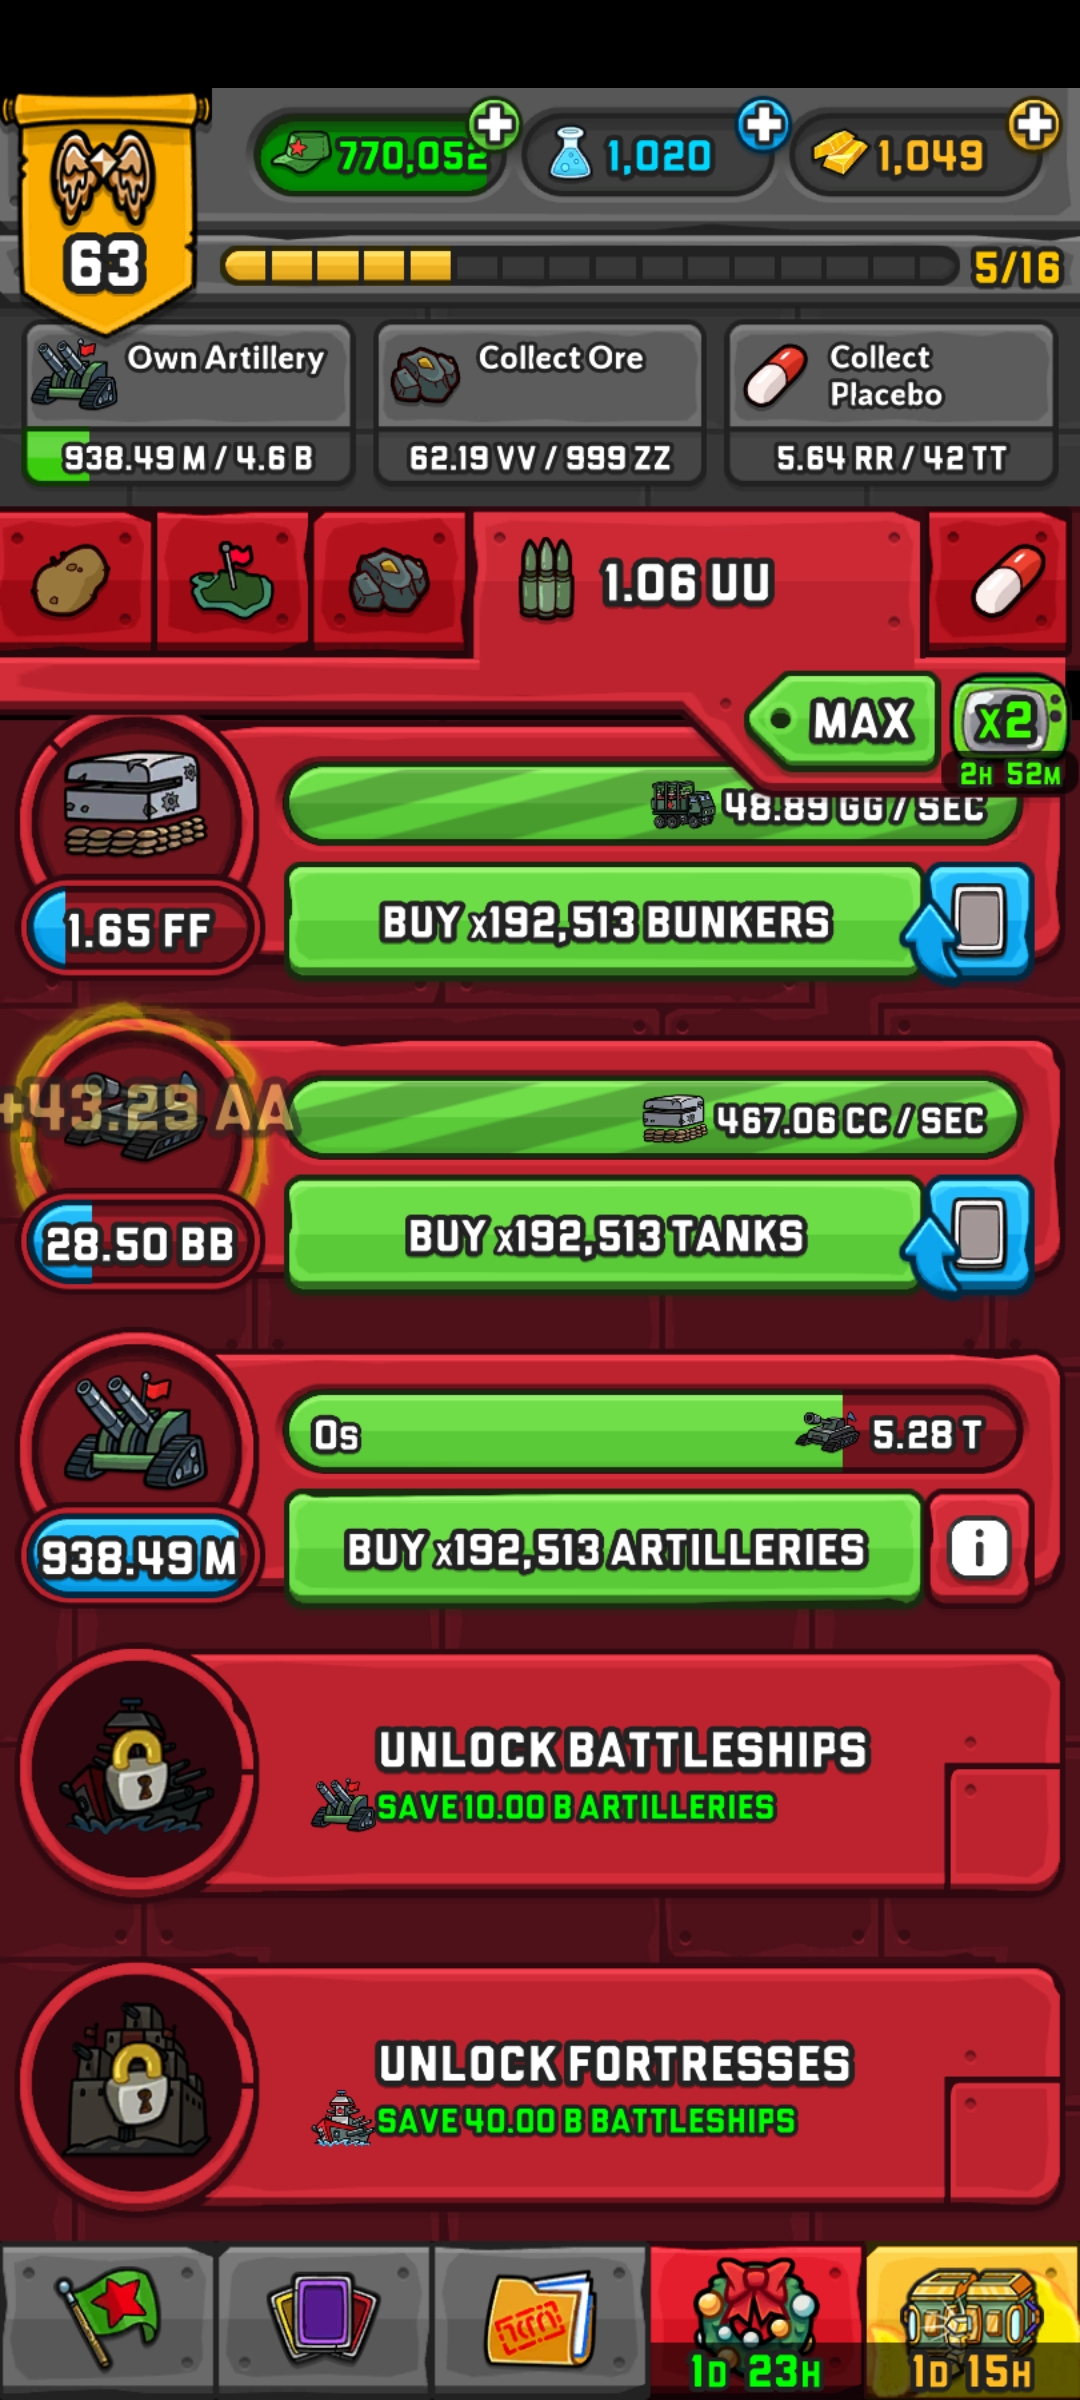 770,052
1,020
1,049
63
5/16
Own Artillery
938.49 M / 4.6 B
Collect Ore
62.19 VV / 999 ZZ
Collect
Placebo
5.64 RR / 42 TT
1.06 UU
MAX
X2
2H 52M
48.89 GG / SEC
1.65 FF
BUY x192,513 BUNKERS
+43.29 AA
467.06 CC / SEC
28.50 BB
BUY x192,513 TANKS
0s
5.28 T
938.49 M
BUY x192,513 ARTILLERIES
i
UNLOCK BATTLESHIPS
SAVE 10.00 B ARTILLERIES
UNLOCK FORTRESSES
SAVE 40.00 B BATTLESHIPS
1D 23H
1D 15H